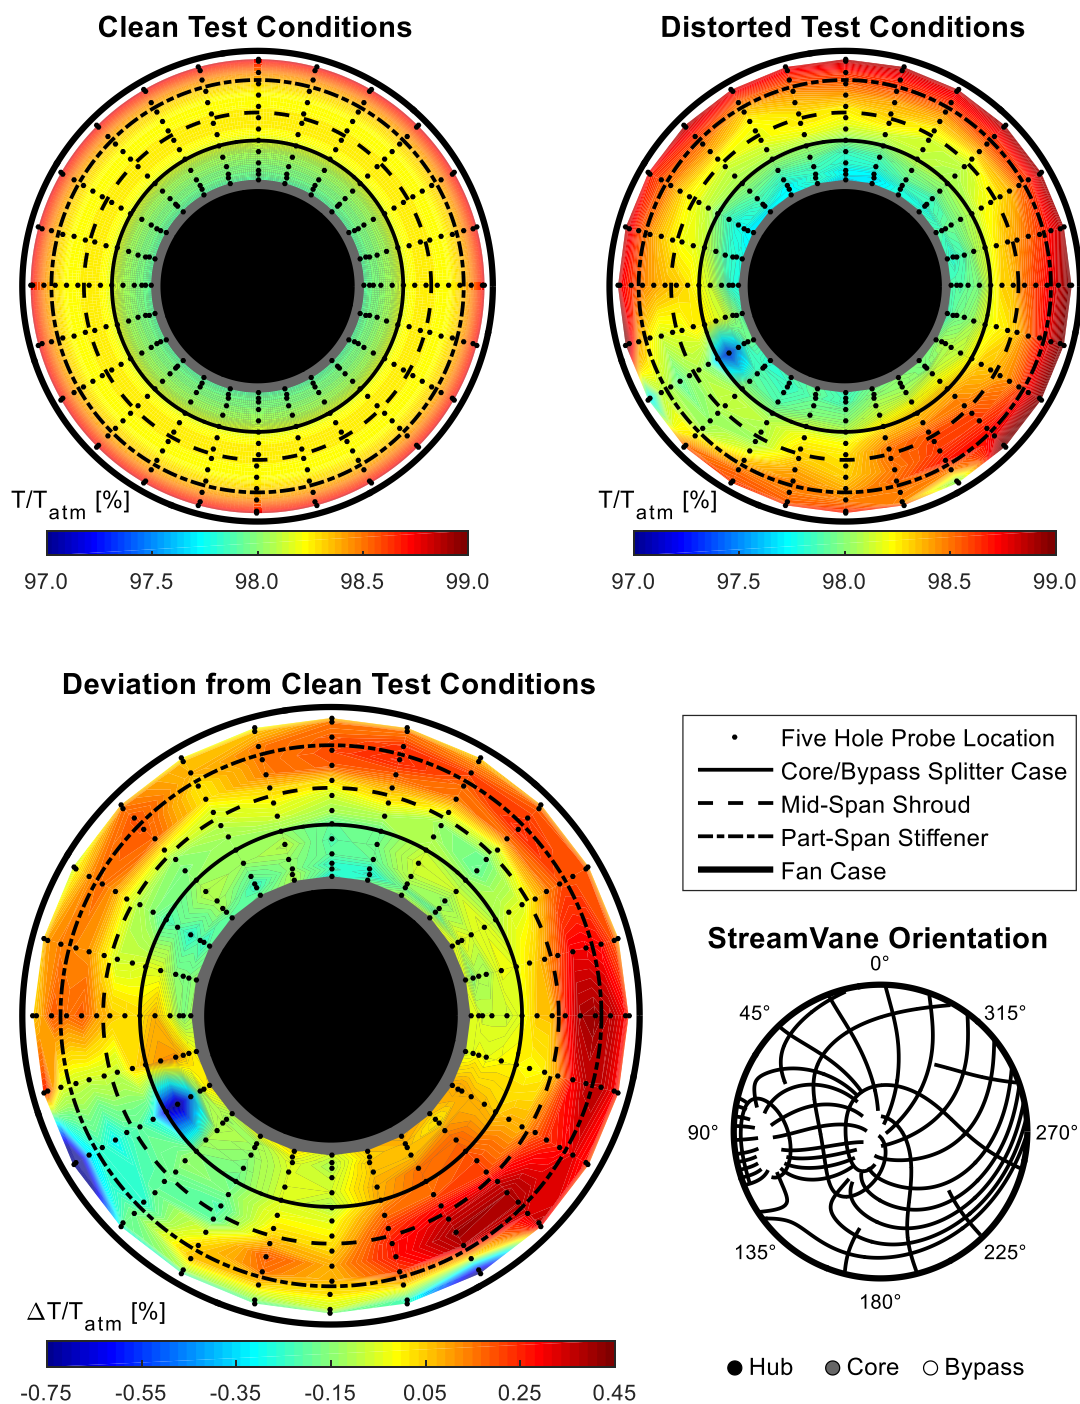 Clean Test Conditions
Distorted Test Conditions
T/Tatm [%]
T/Tatm [%]
97.0 97.5 98.0 98.5 99.0
97.0 97.5 98.0 98.5 99.0
Deviation from Clean Test Conditions
Five Hole Probe Location
Core/Bypass Splitter Case
Mid-Span Shroud
Part-Span Stiffener
Fan Case
StreamVane Orientation
0°
45° 315°
90° 270°
135° 225°
180°
ΔT/Tatm [%]
-0.75 -0.55 -0.35 -0.15 0.05 0.25 0.45
Hub Core Bypass